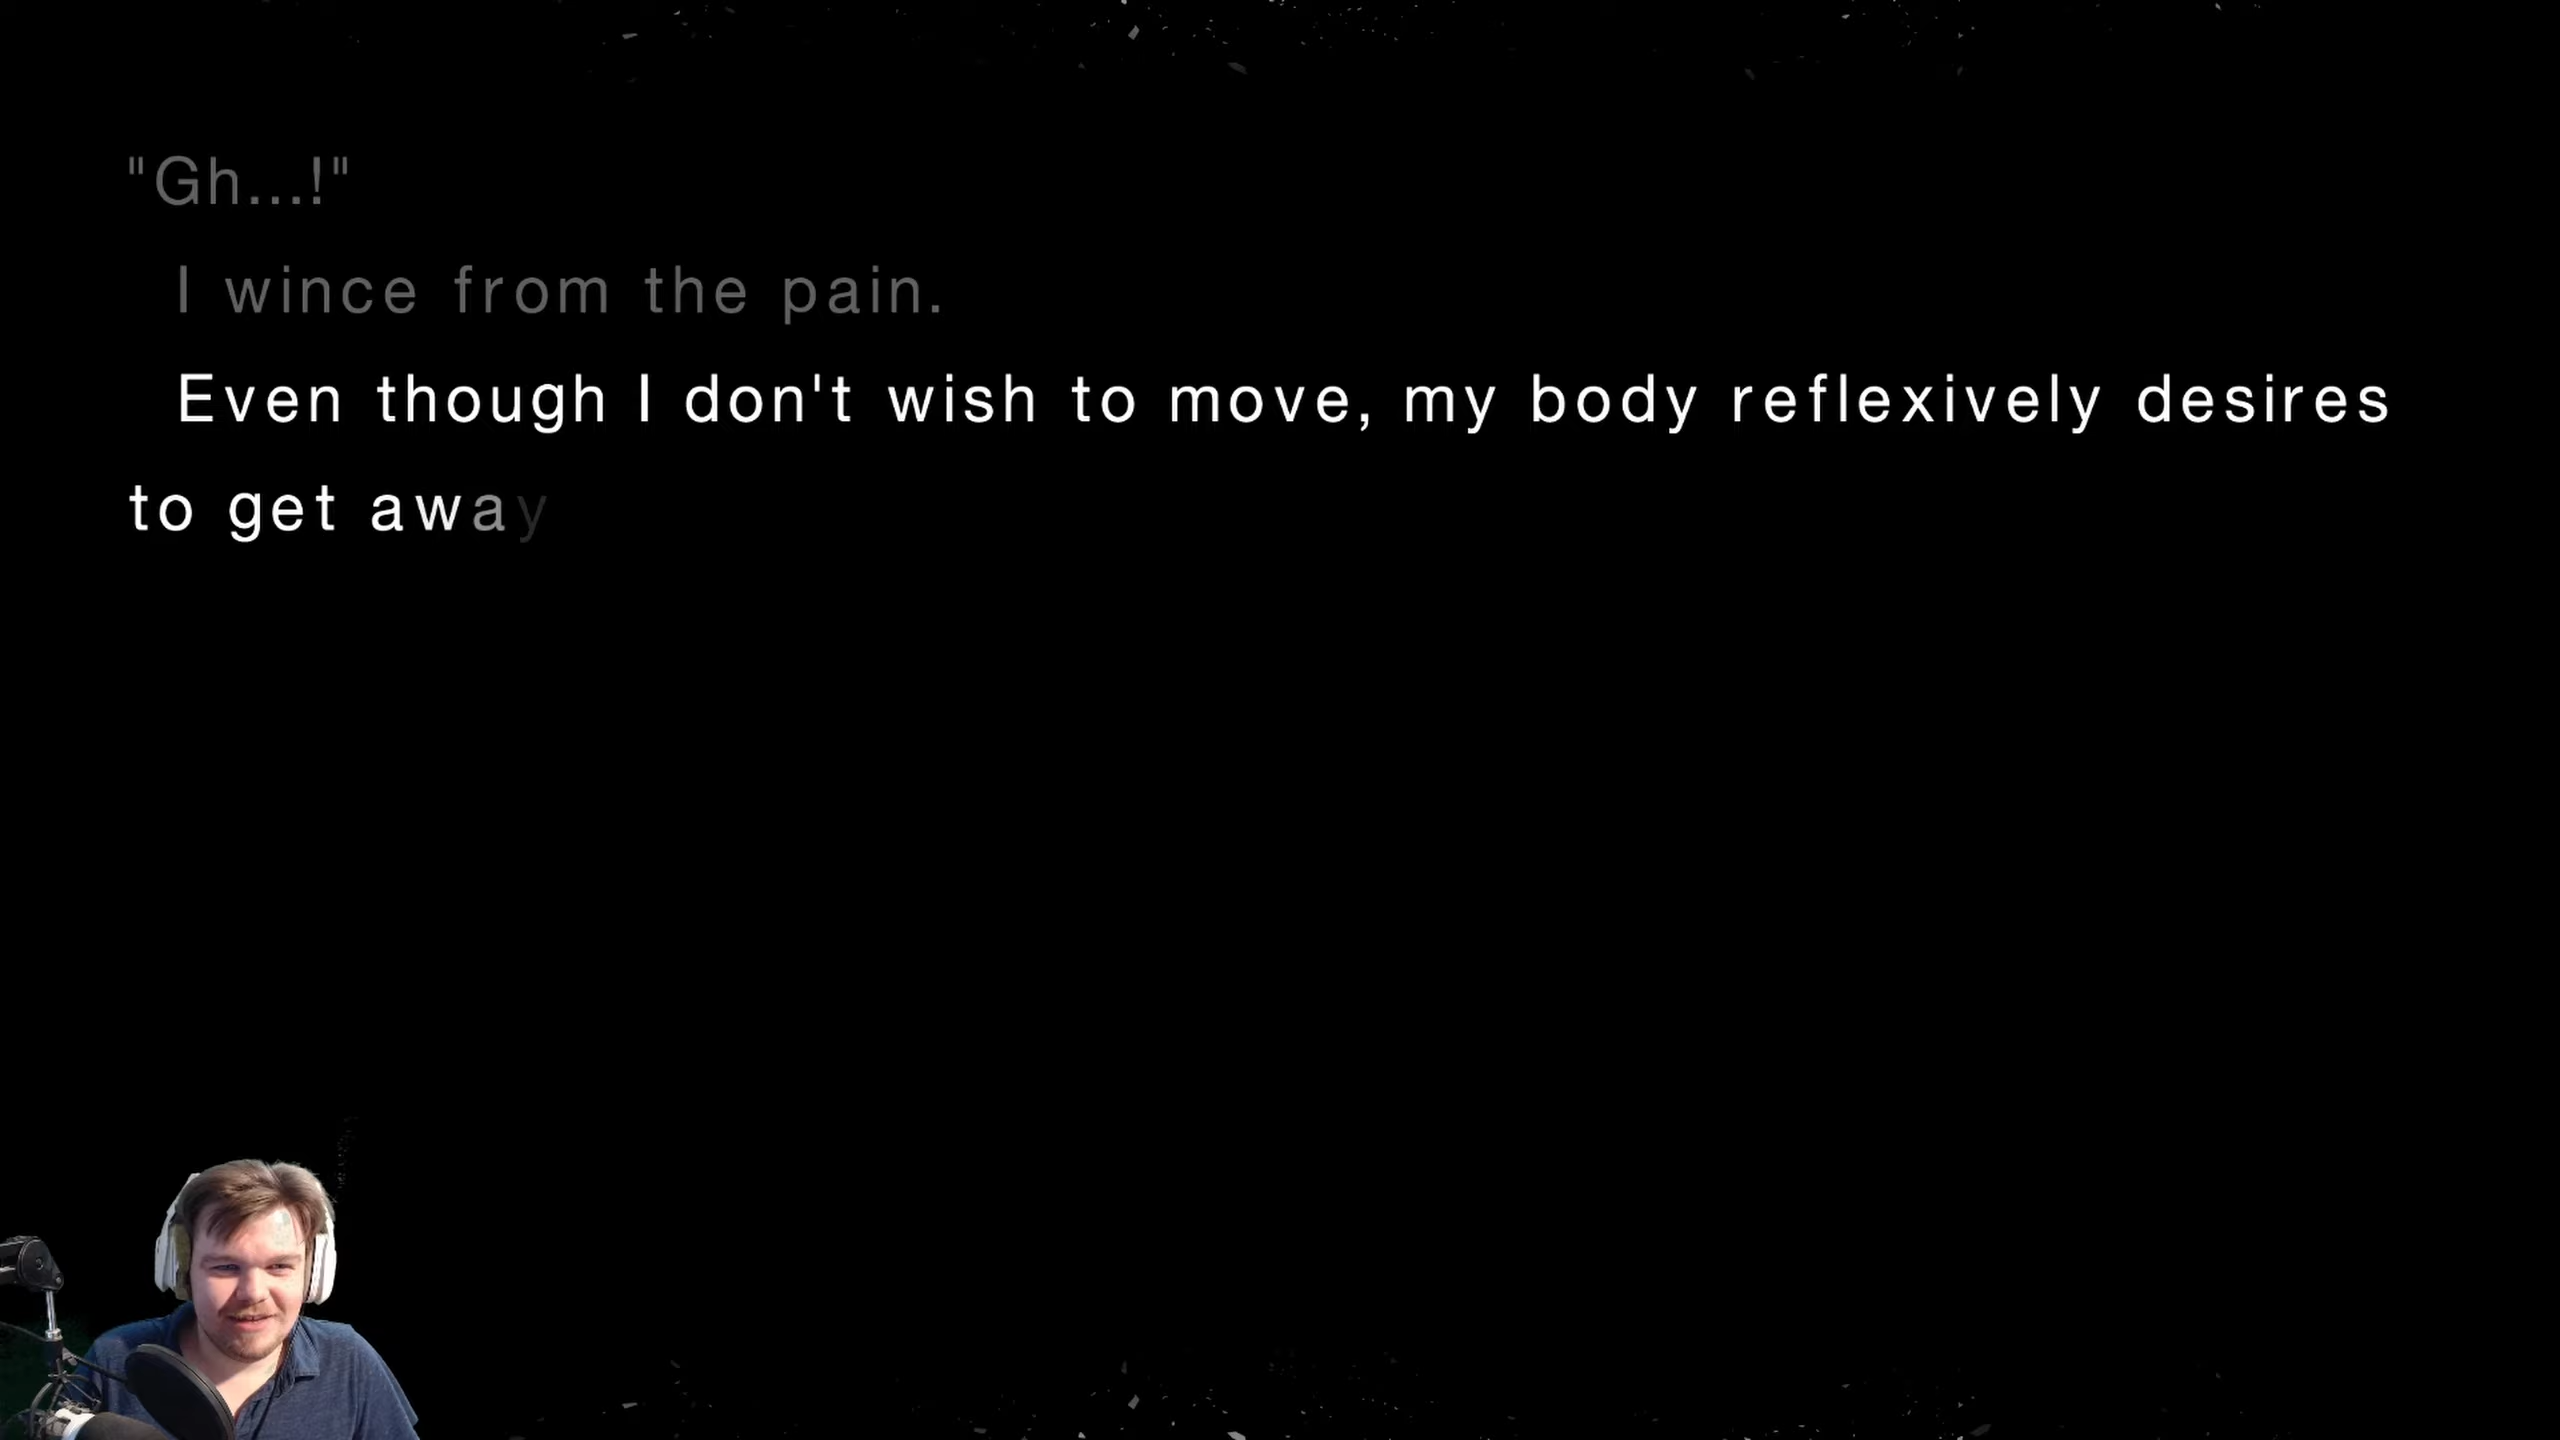 "Gh...!"
I wince from the pain.
Even though I don't wish to move, my body reflexively desires
to get away